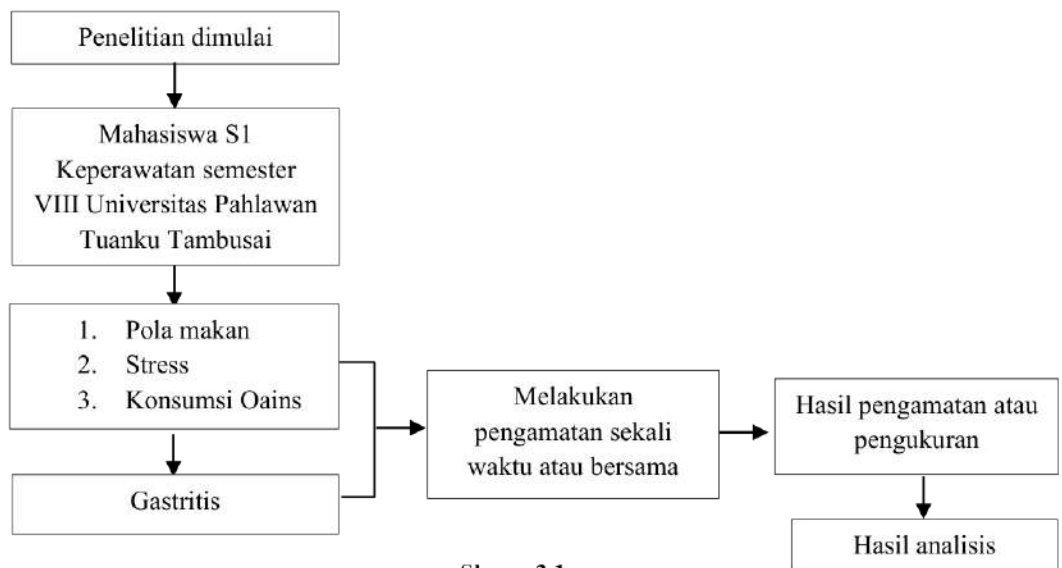 Penelitian dimulai
Mahasiswa S1
Keperawatan semester
VIII Universitas Pahlawan
Tuanku Tambusai
1. Pola makan
2. Stress
3. Konsumsi Oains
Gastritis
Melakukan
pengamatan sekali
waktu atau bersama
Hasil pengamatan atau
pengukuran
Hasil analisis